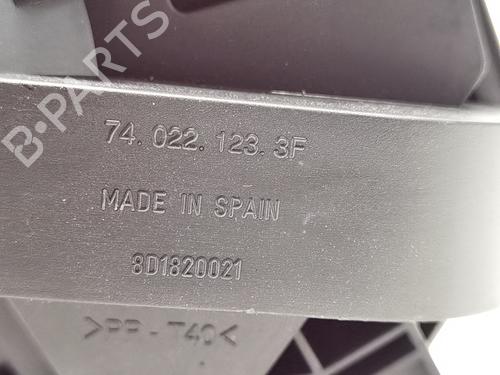 B-PARTS
74. 022. 123. 3F
MADE IN SPAIN
8D1820021
>PP-T40<